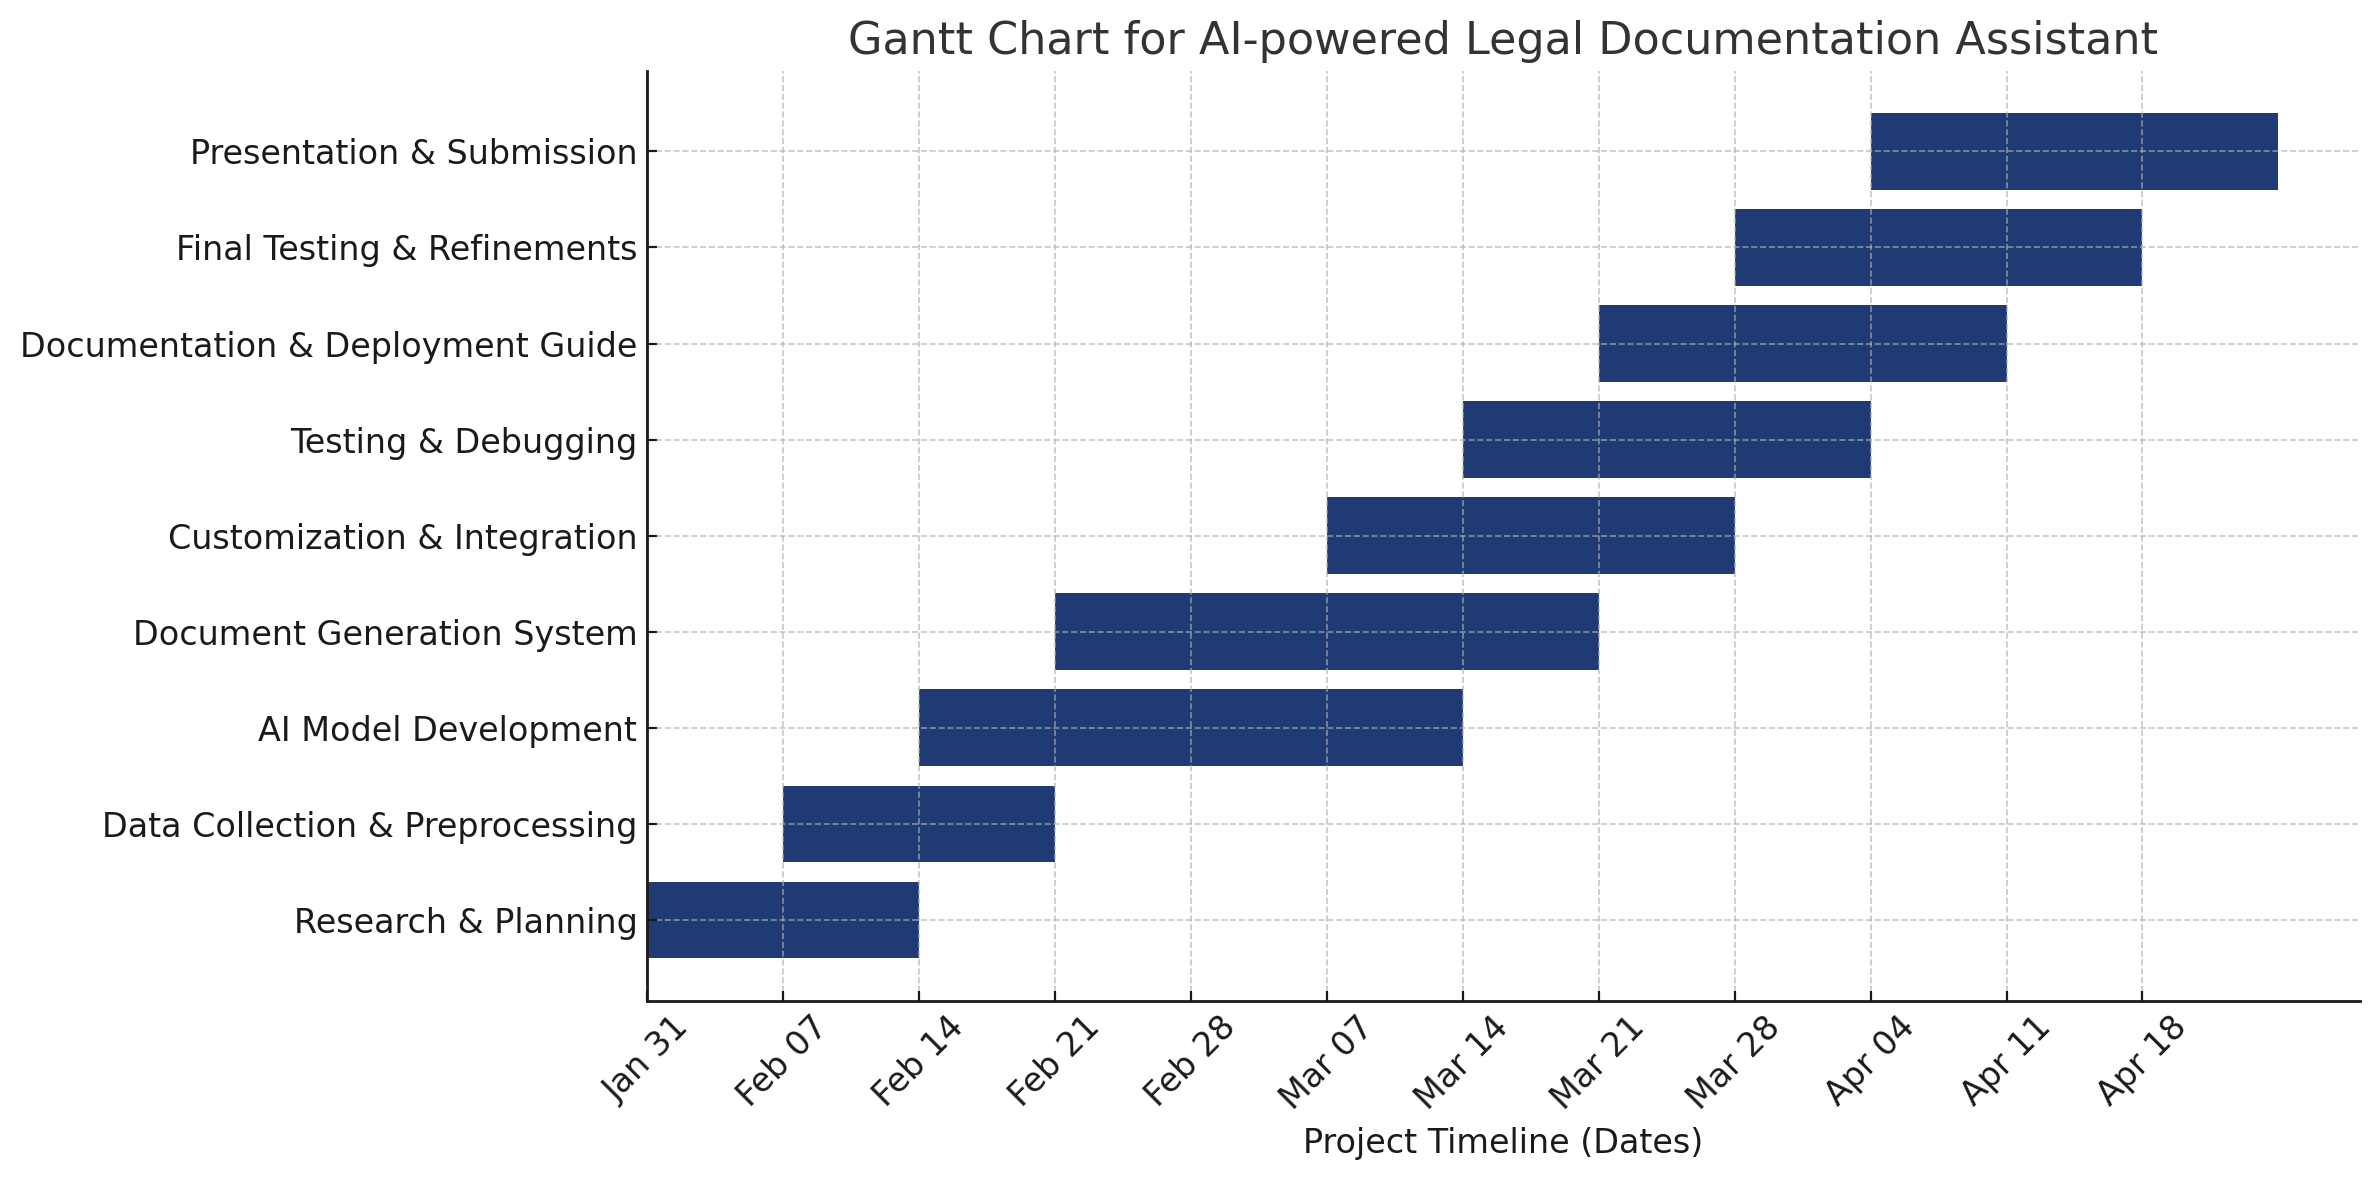 Gantt Chart for AI-powered Legal Documentation Assistant
Presentation & Submission
Final Testing & Refinements
Documentation & Deployment Guide
Testing & Debugging
Customization & Integration
Document Generation System
AI Model Development
Data Collection & Preprocessing
Research & Planning
Jan 31
Feb 07
Feb 14
Feb 21
Feb 28
Mar 07
Mar 14
Mar 21
Mar 28
Apr 04
Apr 11
Apr 18
Project Timeline (Dates)